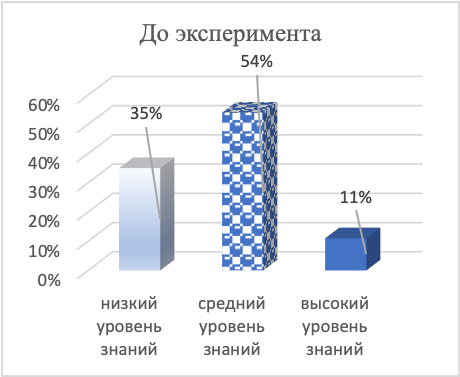 До эксперимента
54%
35%
11%
60%
50%
40%
30%
20%
10%
0%
низкий
уровень
знаний
средний
уровень
знаний
высокий
уровень
знаний